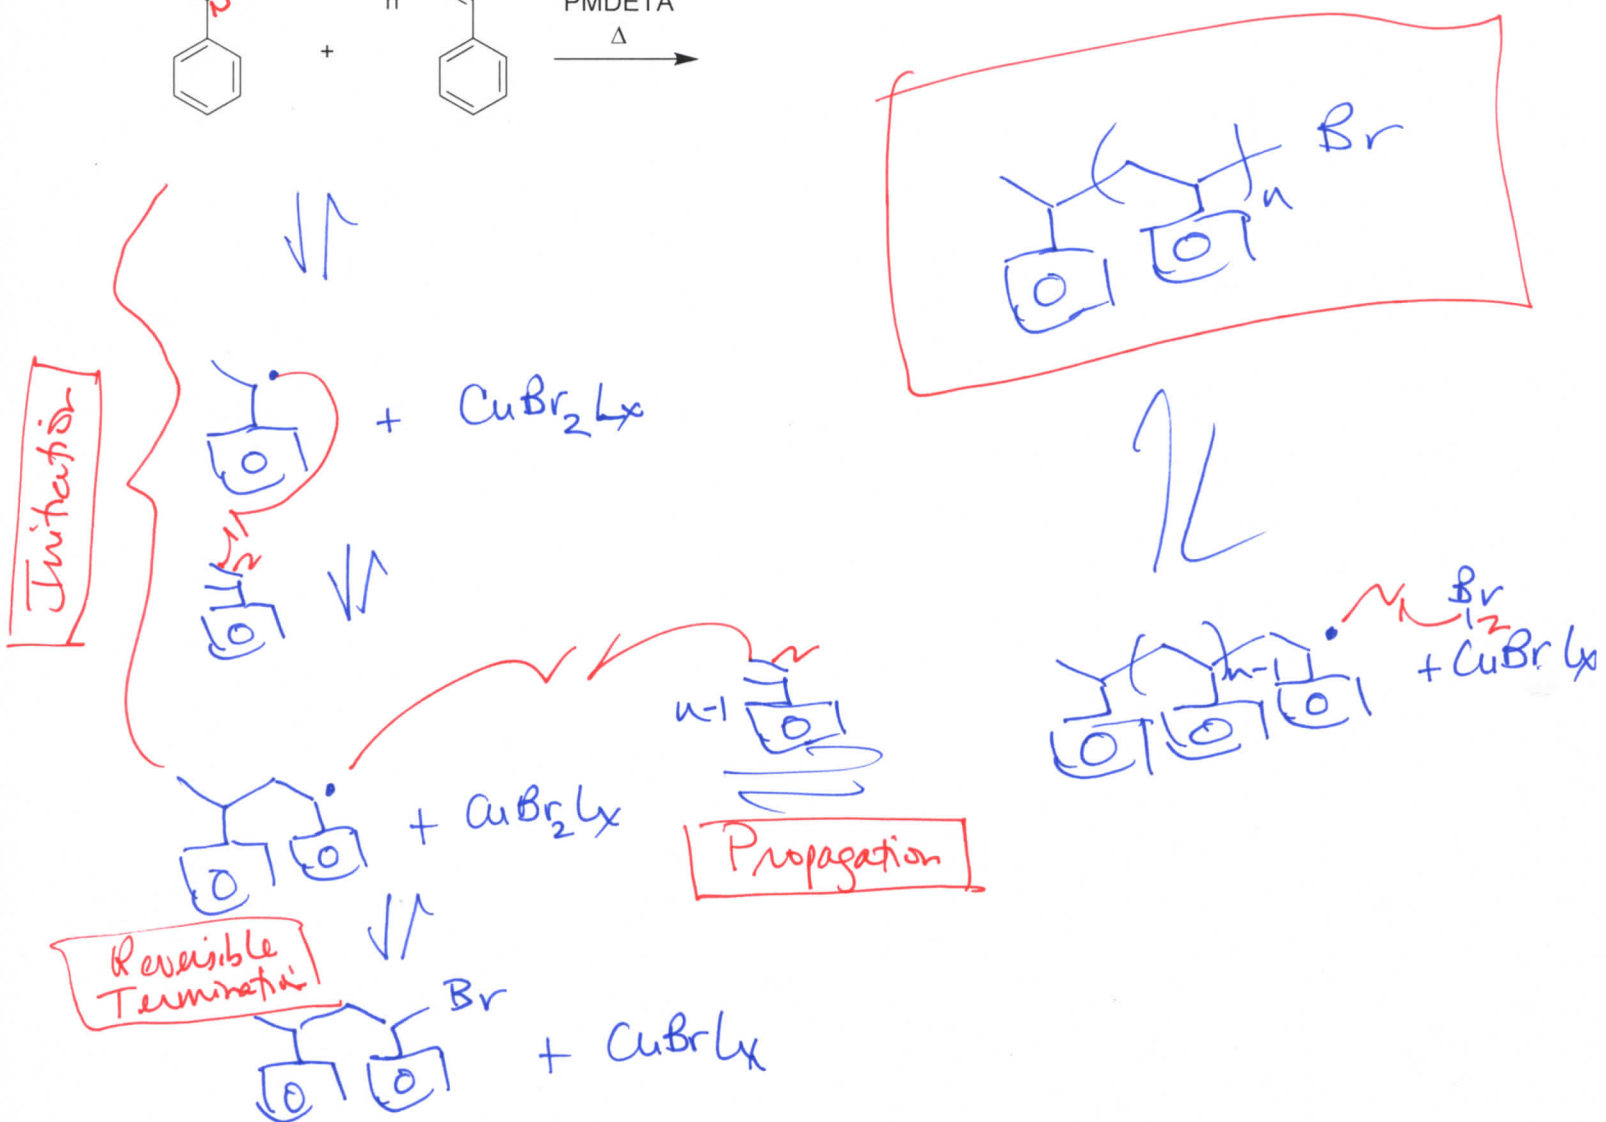 n
PMDETA
+
Δ
Br
n
Initiation
+ CuBr₂Lx
n-1
Br
n-1
+ CuBrLx
+ CuBr₂Lx
Propagation
Reversible
Termination
Br
+ CuBrLx